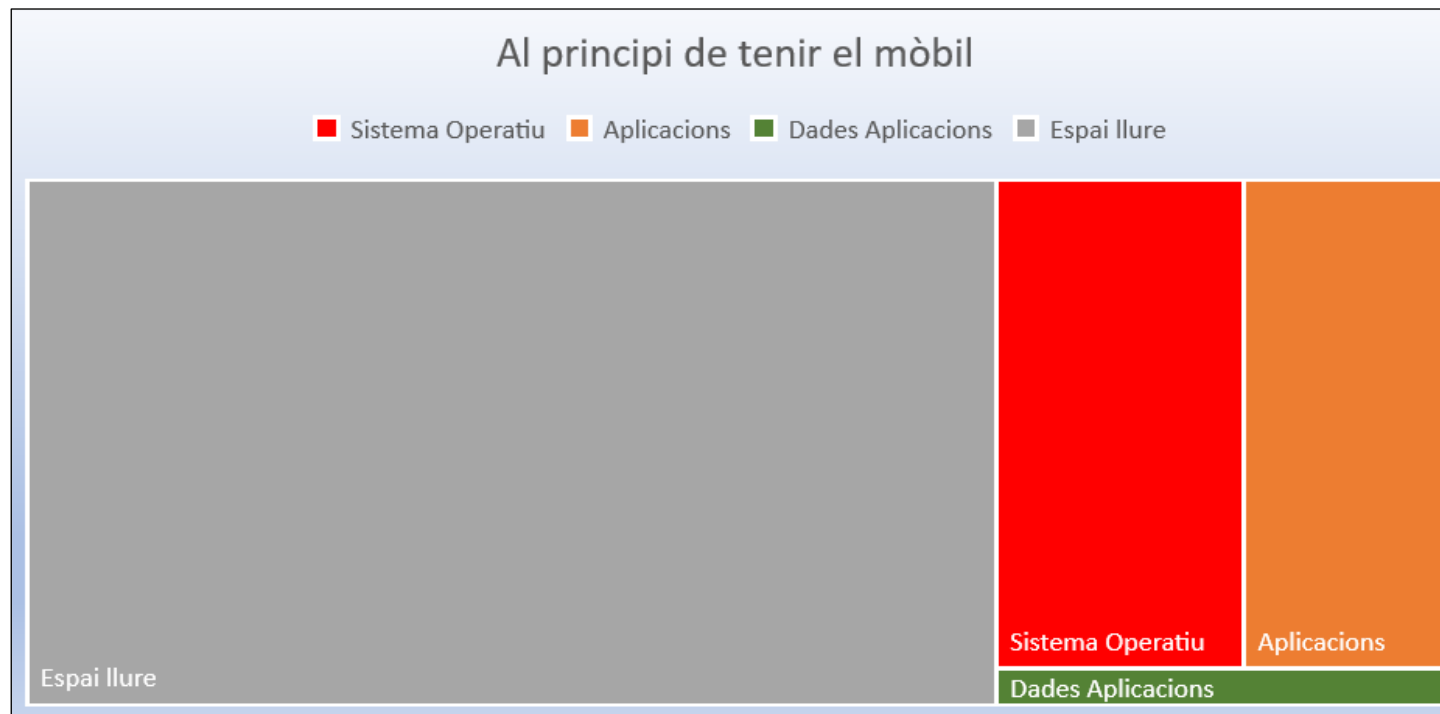 Al principi de tenir el mòbil
Sistema Operatiu Aplicacions Dades Aplicacions Espai llure
Espai llure
Sistema Operatiu
Aplicacions
Dades Aplicacions